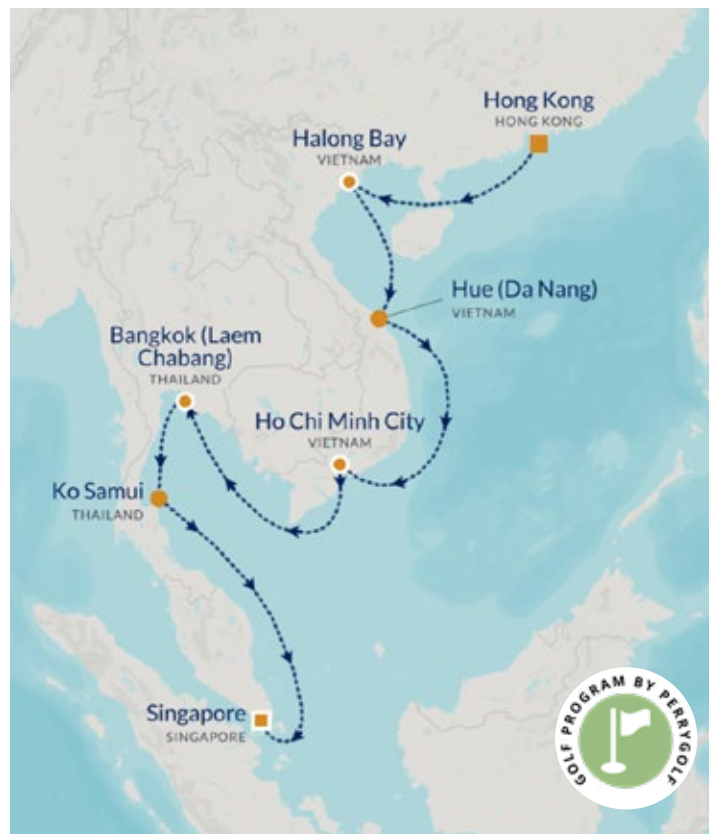 Hong Kong
HONG KONG
Halong Bay
VIETNAM
Hue (Da Nang)
VIETNAM
Bangkok (Laem
Chabang)
THAILAND
Ho Chi Minh City
VIETNAM
Ko Samui
THAILAND
Singapore
SINGAPORE
GOLF PROGRAM BY PERRYGOLF